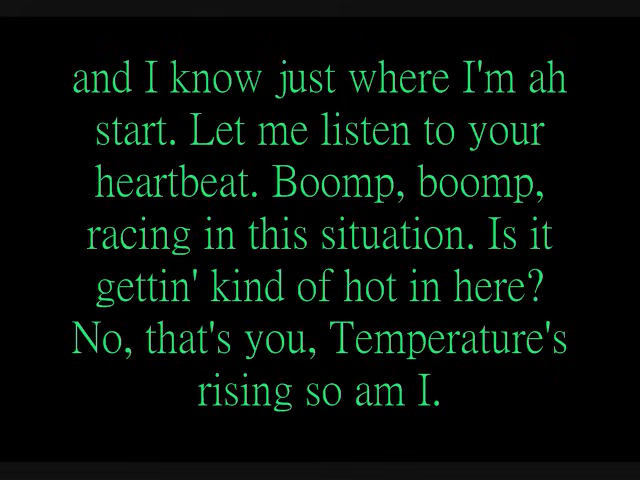 and I know just where I'm ah
start. Let me listen to your
heartbeat. Boomp, boomp,
racing in this situation. Is it
gettin' kind of hot in here?
No, that's you, Temperature's
rising so am I.